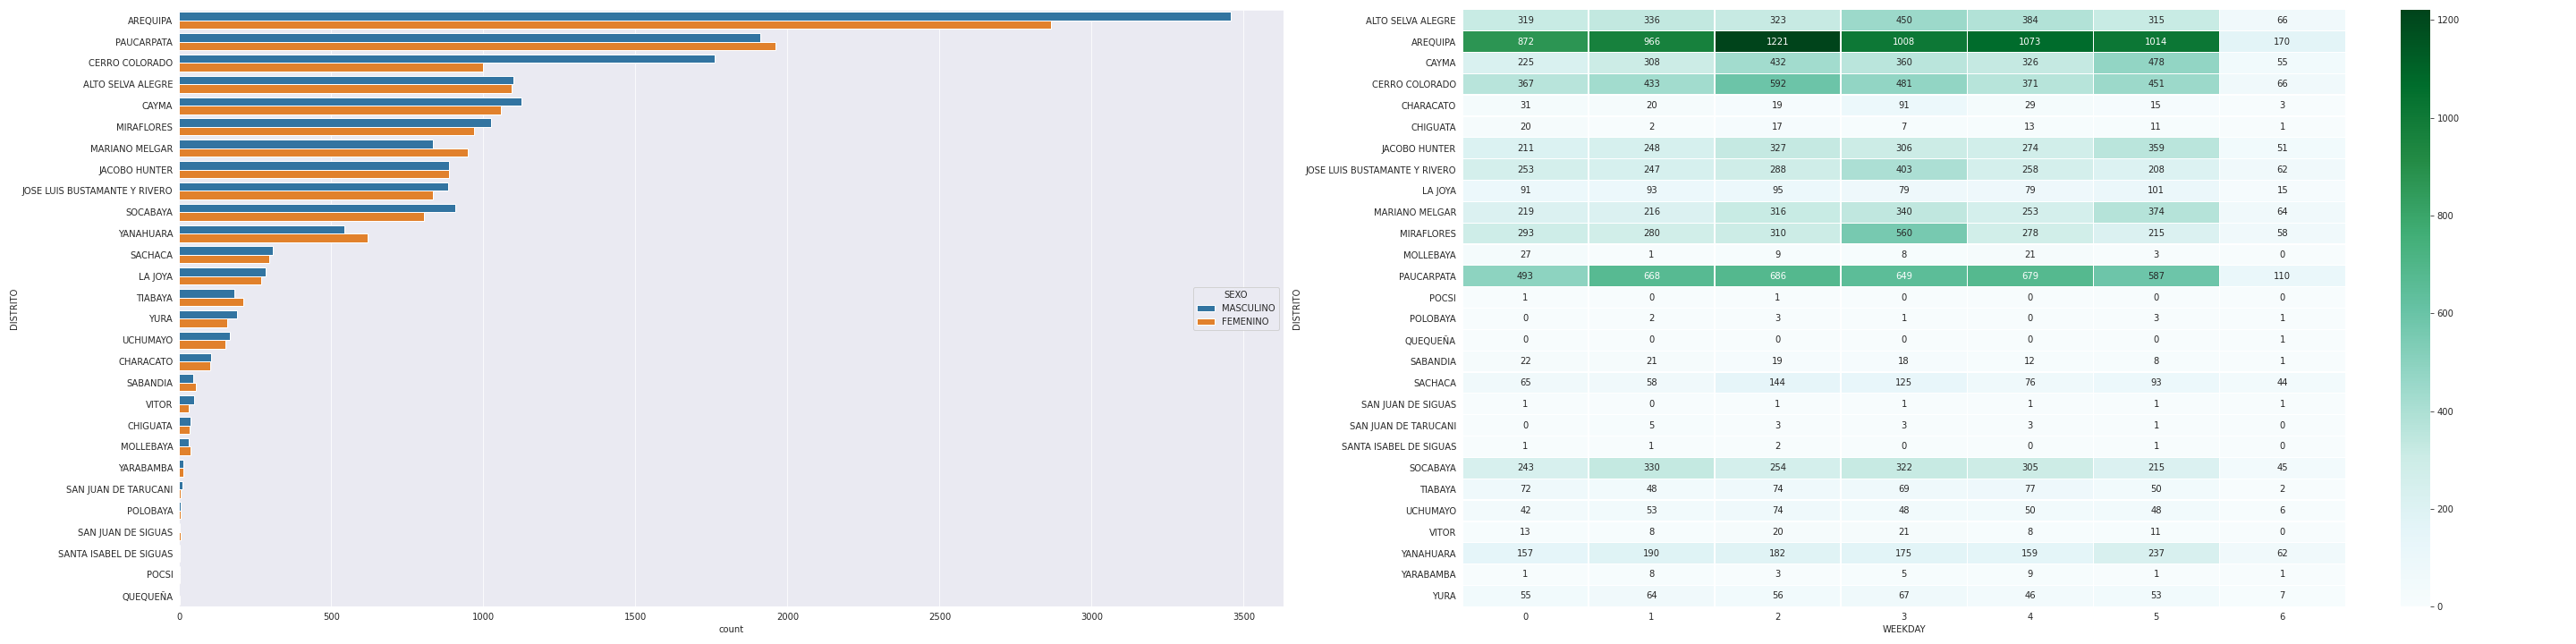 DISTRITO
AREQUIPA
PAUCARPATA
CERRO COLORADO
ALTO SELVA ALEGRE
CAYMA
MIRAFLORES
MARIANO MELGAR
JACOBO HUNTER
JOSE LUIS BUSTAMANTE Y RIVERO
SOCABAYA
YANAHUARA
SACHACA
LA JOYA
TIABAYA
YURA
UCHUMAYO
CHARACATO
SABANDIA
VITOR
CHIGUATA
MOLLEBAYA
YARABAMBA
SAN JUAN DE TARUCANI
POLOBAYA
SAN JUAN DE SIGUAS
SANTA ISABEL DE SIGUAS
POCSI
QUEQUEÑA
0 500 1000 1500 2000 2500 3000 3500
count
SEXO
MASCULINO
FEMENINO
DISTRITO
ALTO SELVA ALEGRE 319 336 323 450 384 315 66
AREQUIPA 872 966 1221 1008 1073 1014 170
CAYMA 225 308 432 360 326 478 55
CERRO COLORADO 367 433 592 481 371 451 66
CHARACATO 31 20 19 91 29 15 3
CHIGUATA 20 2 17 7 13 11 1
JACOBO HUNTER 211 248 327 306 274 359 51
JOSE LUIS BUSTAMANTE Y RIVERO 253 247 288 403 258 208 62
LA JOYA 91 93 95 79 79 101 15
MARIANO MELGAR 219 216 316 340 253 374 64
MIRAFLORES 293 280 310 560 278 215 58
MOLLEBAYA 27 1 9 8 21 3 0
PAUCARPATA 493 668 686 649 679 587 110
POCSI 1 0 1 0 0 0 0
POLOBAYA 0 2 3 1 0 3 1
QUEQUEÑA 0 0 0 0 0 0 1
SABANDIA 22 21 19 18 12 8 1
SACHACA 65 58 144 125 76 93 44
SAN JUAN DE SIGUAS 1 0 1 1 1 1 1
SAN JUAN DE TARUCANI 0 5 3 3 3 1 0
SANTA ISABEL DE SIGUAS 1 1 2 0 0 1 0
SOCABAYA 243 330 254 322 305 215 45
TIABAYA 72 48 74 69 77 50 2
UCHUMAYO 42 53 74 48 50 48 6
VITOR 13 8 20 21 8 11 0
YANAHUARA 157 190 182 175 159 237 62
YARABAMBA 1 8 3 5 9 1 1
YURA 55 64 56 67 46 53 7
0 1 2 3 4 5 6
WEEKDAY
1200
1000
800
600
400
200
0